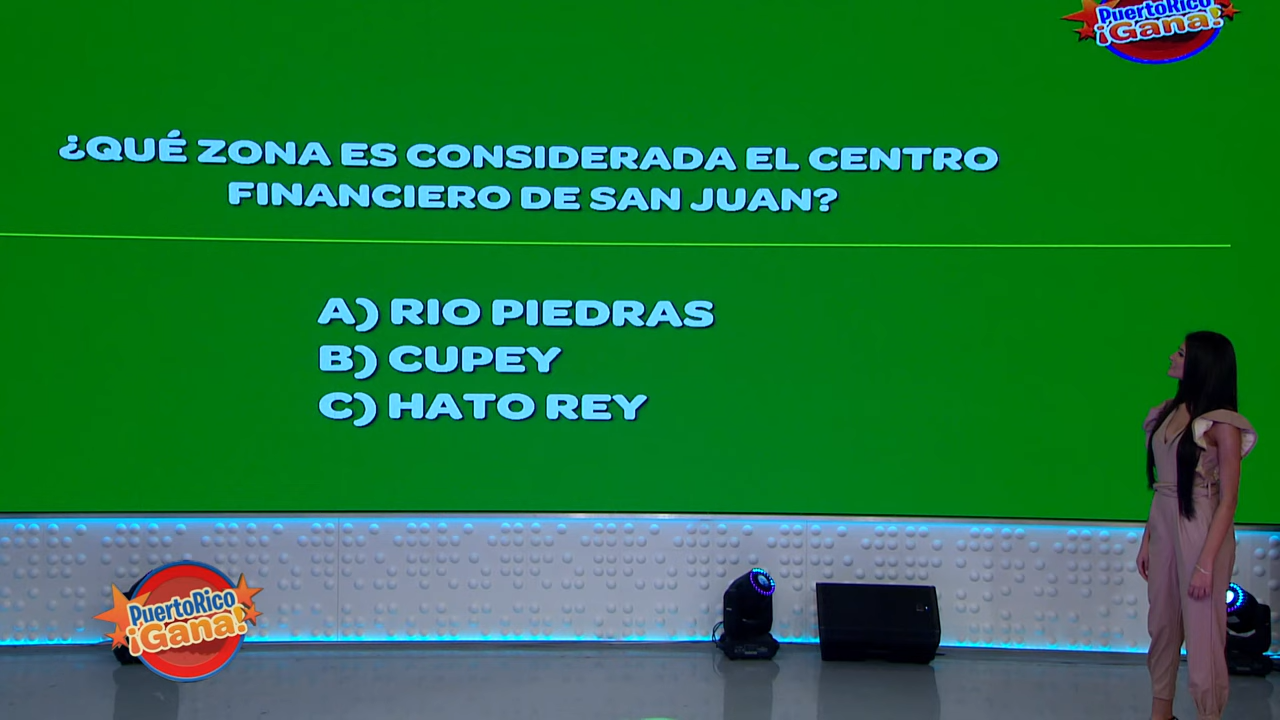 PuertoRico
¡Gana!
¿QUÉ ZONA ES CONSIDERADA EL CENTRO
FINANCIERO DE SAN JUAN?
A) RIO PIEDRAS
B) CUPEY
C) HATO REY
PuertoRico
¡Gana!